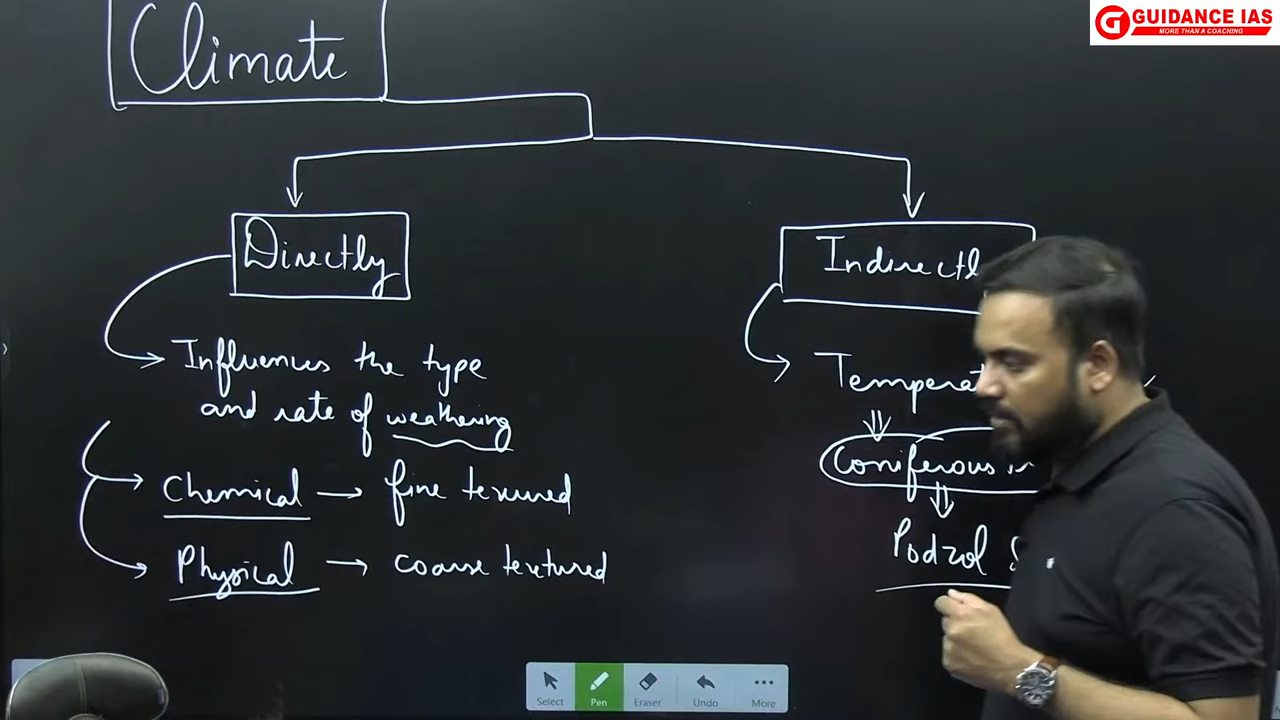 GUIDANCE IAS
MORE THAN A COACHING
Climate
Directly
Influences the type
and rate of weathering
Chemical → fine textured
Physical → coarse textured
Indirectl
Temperat
Coniferous
Podzol
Select
Pen
Eraser
Undo
More